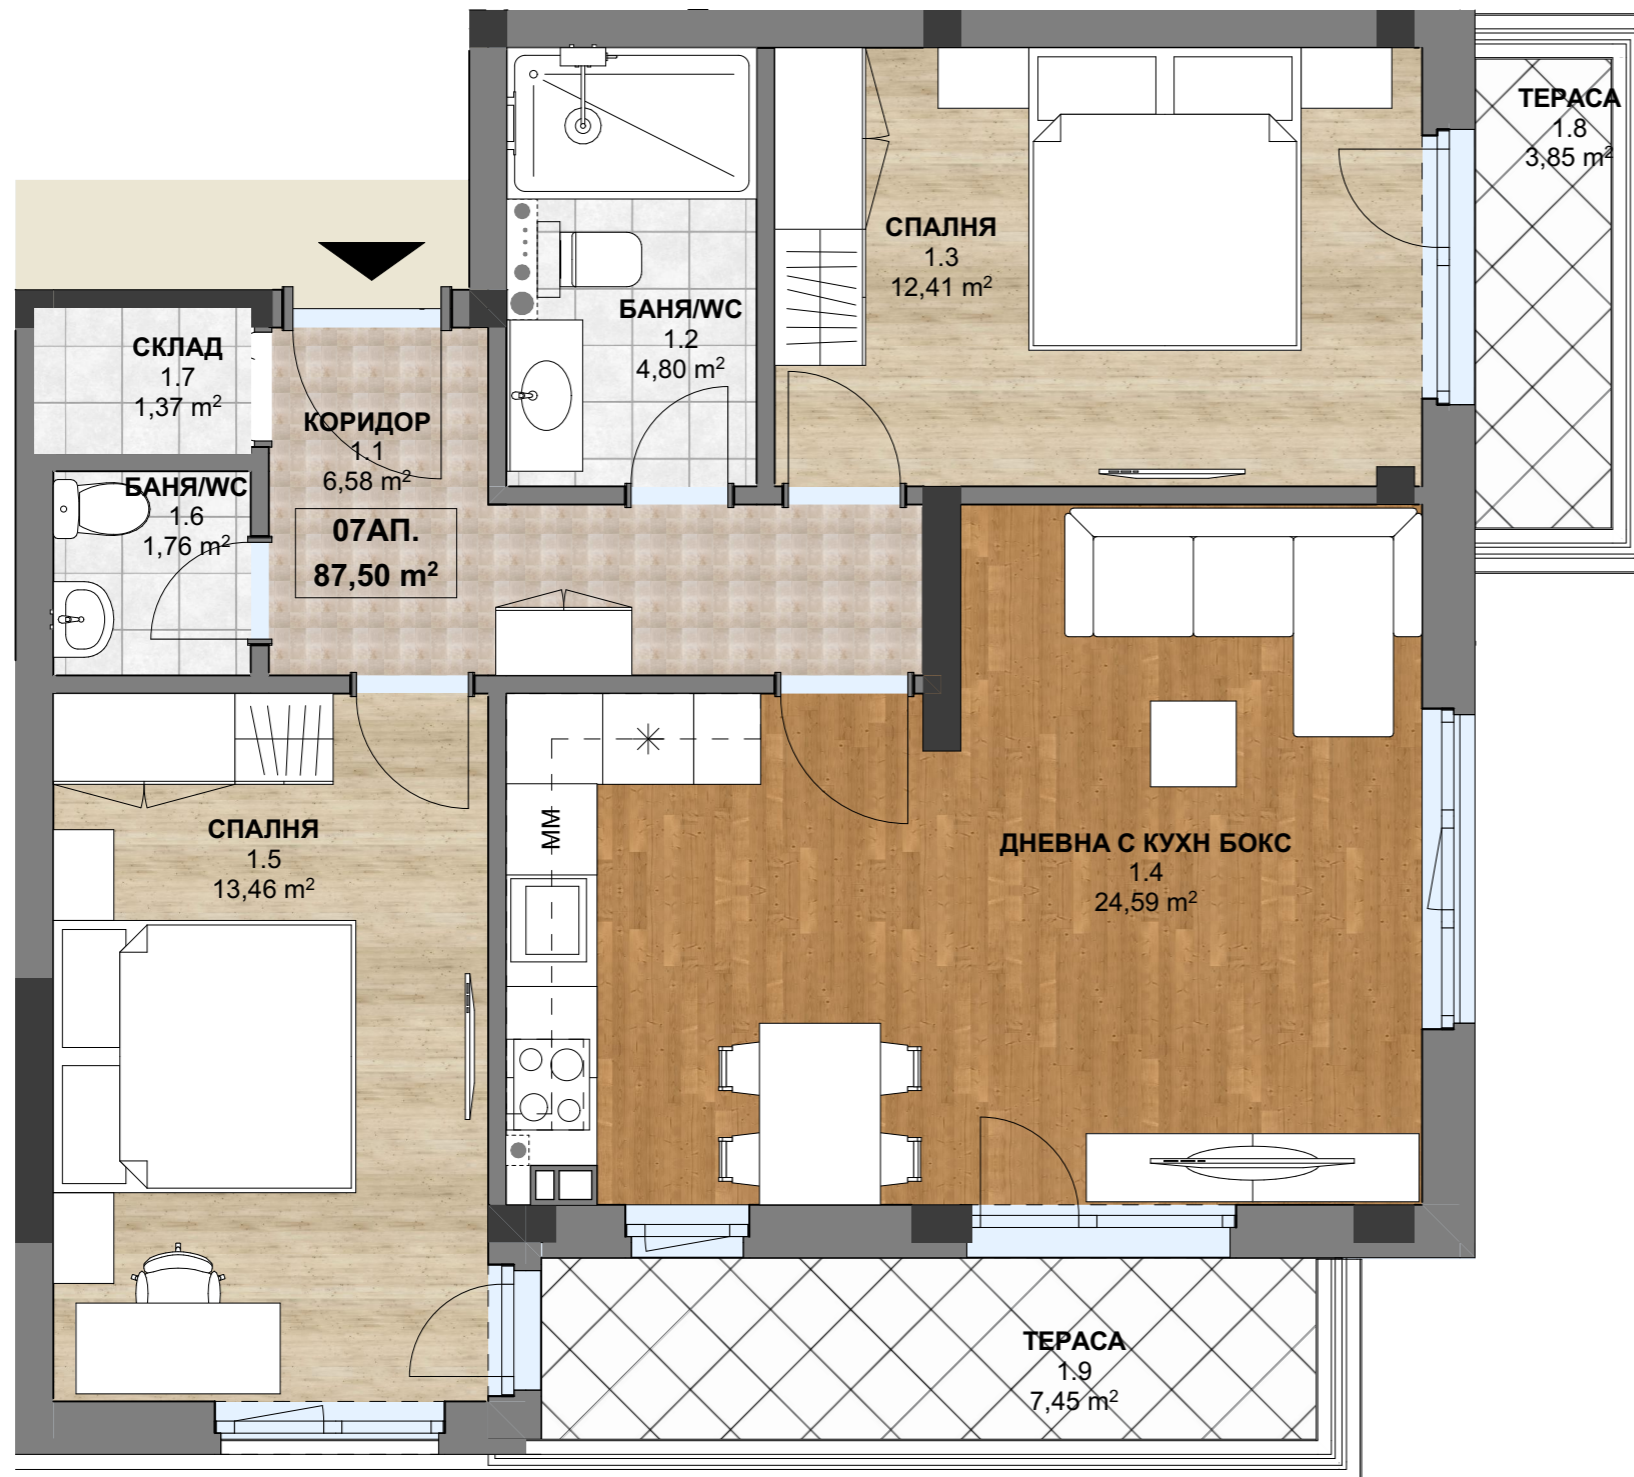 ТЕРАСА
1.8
3,85 m²
СПАЛНЯ
1.3
12,41 m²
БАНЯ/WC
1.2
4,80 m²
СКЛАД
1.7
1,37 m²
КОРИДОР
1.1
6,58 m²
БАНЯ/WC
1.6
1,76 m²
07АП.
87,50 m²
СПАЛНЯ
1.5
13,46 m²
ММ
ДНЕВНА С КУХН БОКС
1.4
24,59 m²
ТЕРАСА
1.9
7,45 m²